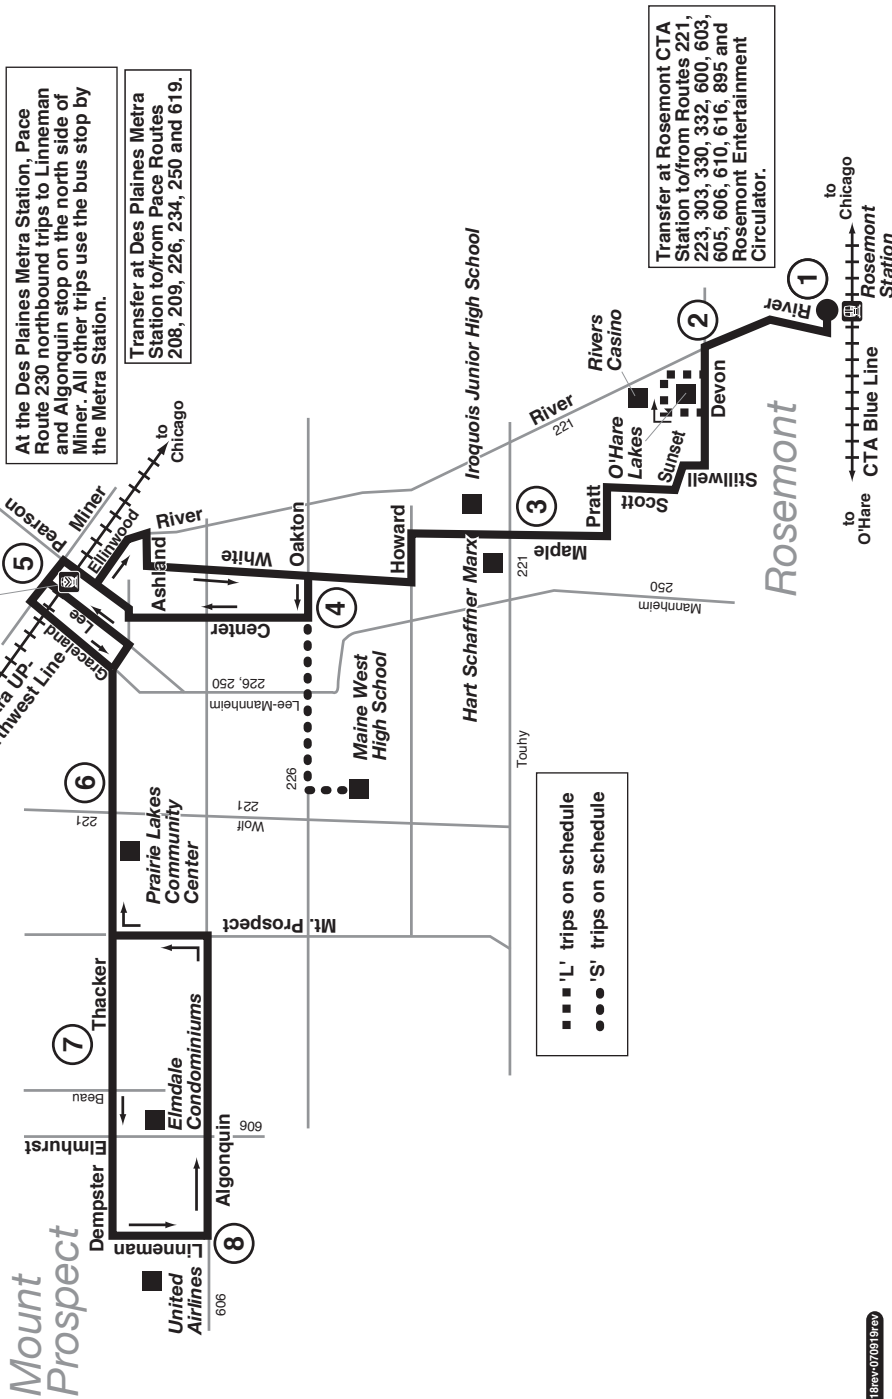 At the Des Plaines Metra Station, Pace
Route 230 northbound trips to Linneman
and Algonquin stop on the north side of
Miner. All other trips use the bus stop by
the Metra Station.
Transfer at Des Plaines Metra
Station to/from Pace Routes
208, 209, 226, 234, 250 and 619.
Mount
Prospect
Pearson
Miner
Ellinwood
to
Chicago
5
Lee
Graceland
River
Ashland
White
Oakton
Center
4
6
7
Thacker
Dempster
Elmhurst
Beau
221
Prairie Lakes
Community
Center
Elmdale
Condominiums
Linneman
United
Airlines
8
606
Algonquin
606
Mt. Prospect
221
Wolf
226, 250
Lee-Mannheim
226
Maine West
High School
Howard
Iroquois Junior High School
Hart Schaffner Marx
3
Maple
221
Touhy
250
Mannheim
River
221
Pratt
Scott
Stillwell
Sunset
O'Hare
Lakes
Rivers
Casino
Devon
2
Transfer at Rosemont CTA
Station to/from Routes 221,
223, 303, 330, 332, 600, 603,
605, 606, 610, 616, 895 and
Rosemont Entertainment
Circulator.
'L' trips on schedule
'S' trips on schedule
Rosemont
River
1
to
O'Hare
CTA Blue Line
Rosemont
Station
to
Chicago
18rev-070919rev